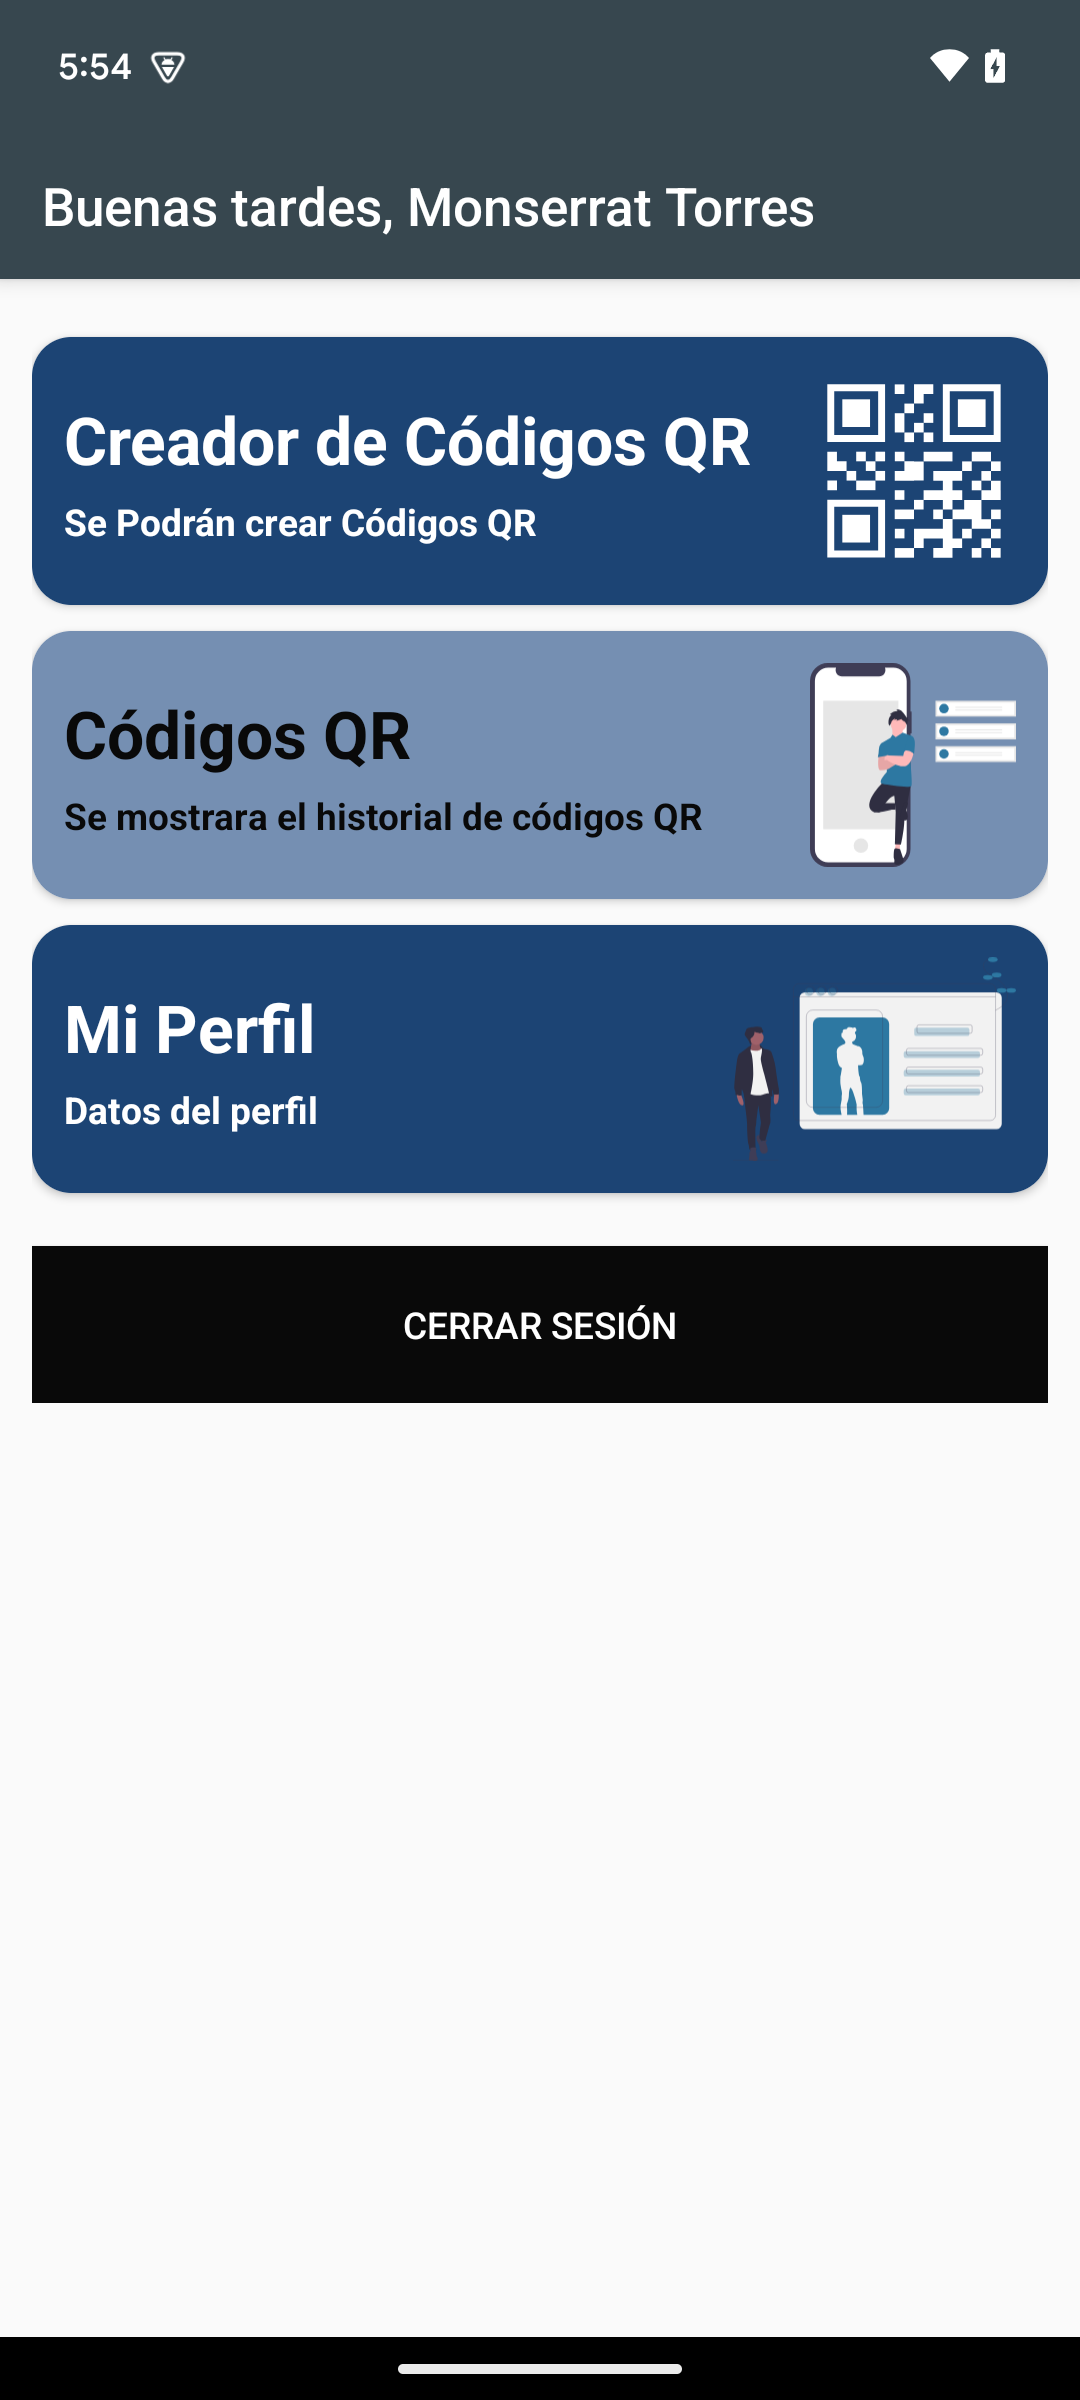 5:54
Buenas tardes, Monserrat Torres
Creador de Códigos QR
Se Podrán crear Códigos QR
Códigos QR
Se mostrara el historial de códigos QR
Mi Perfil
Datos del perfil
CERRAR SESIÓN